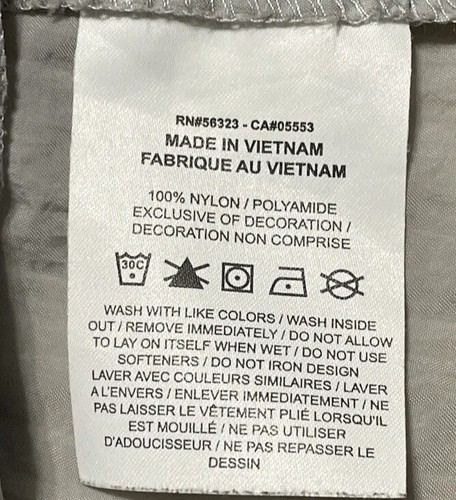 RN#56323 - CA#05553
MADE IN VIETNAM
FABRIQUE AU VIETNAM
100% NYLON / POLYAMIDE
EXCLUSIVE OF DECORATION /
DECORATION NON COMPRISE
30C
WASH WITH LIKE COLORS / WASH INSIDE
OUT / REMOVE IMMEDIATELY / DO NOT ALLOW
TO LAY ON ITSELF WHEN WET / DO NOT USE
SOFTENERS / DO NOT IRON DESIGN
LAVER AVEC COULEURS SIMILAIRES / LAVER
A L'ENVERS / ENLEVER IMMEDIATEMENT / NE
PAS LAISSER LE VÊTEMENT PLIÉ LORSQU'IL
EST MOUILLÉ / NE PAS UTILISER
D'ADOUCISSEUR / NE PAS REPASSER LE
DESSIN